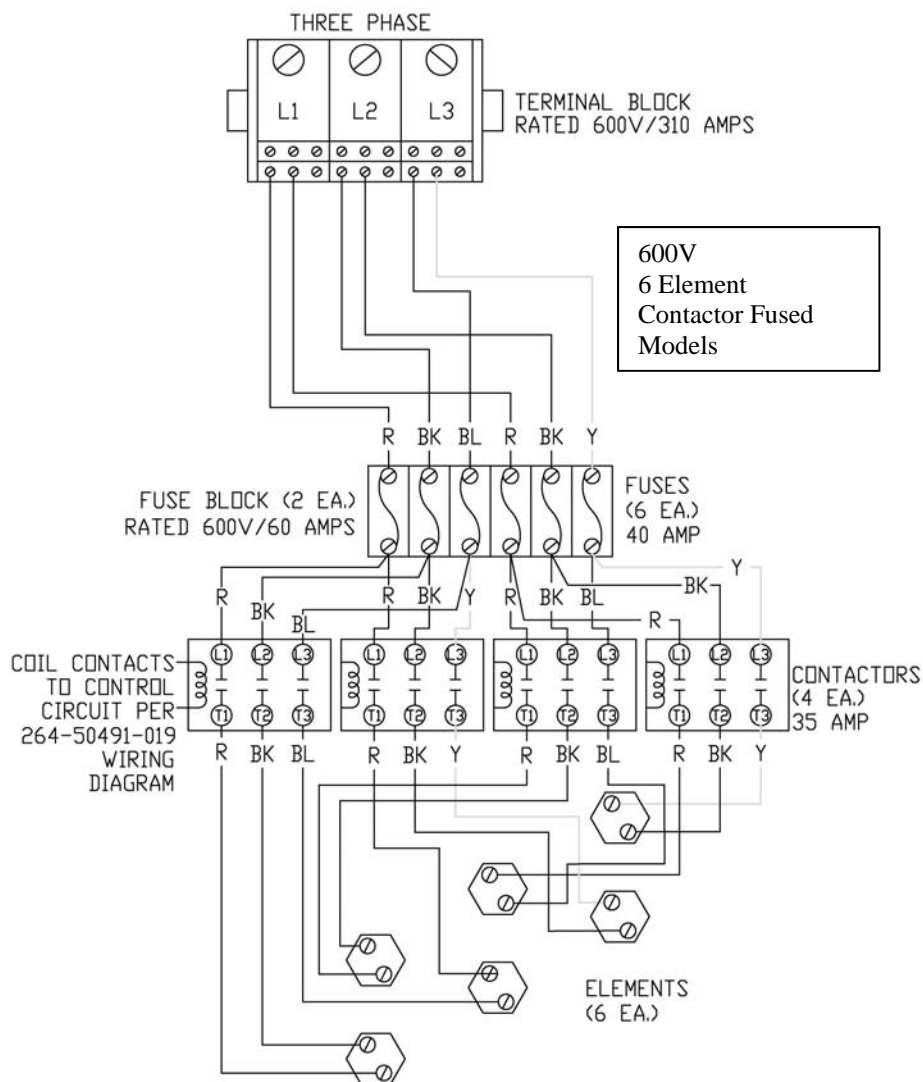 THREE PHASE
L1 L2 L3
TERMINAL BLOCK
RATED 600V/310 AMPS
600V
6 Element
Contactor Fused
Models
R BK BL R BK Y
FUSE BLOCK (2 EA.)
RATED 600V/60 AMPS
FUSES
(6 EA.)
40 AMP
R BK BL R BK Y R BK BL R BK Y
L1 L2 L3 L1 L2 L3 L1 L2 L3 L1 L2 L3
COIL CONTACTS
TO CONTROL
CIRCUIT PER
264-50491-019
WIRING
DIAGRAM
CONTACTORS
(4 EA.)
35 AMP
T1 T2 T3 T1 T2 T3 T1 T2 T3 T1 T2 T3
R BK BL R BK Y R BK BL R BK Y
ELEMENTS
(6 EA.)